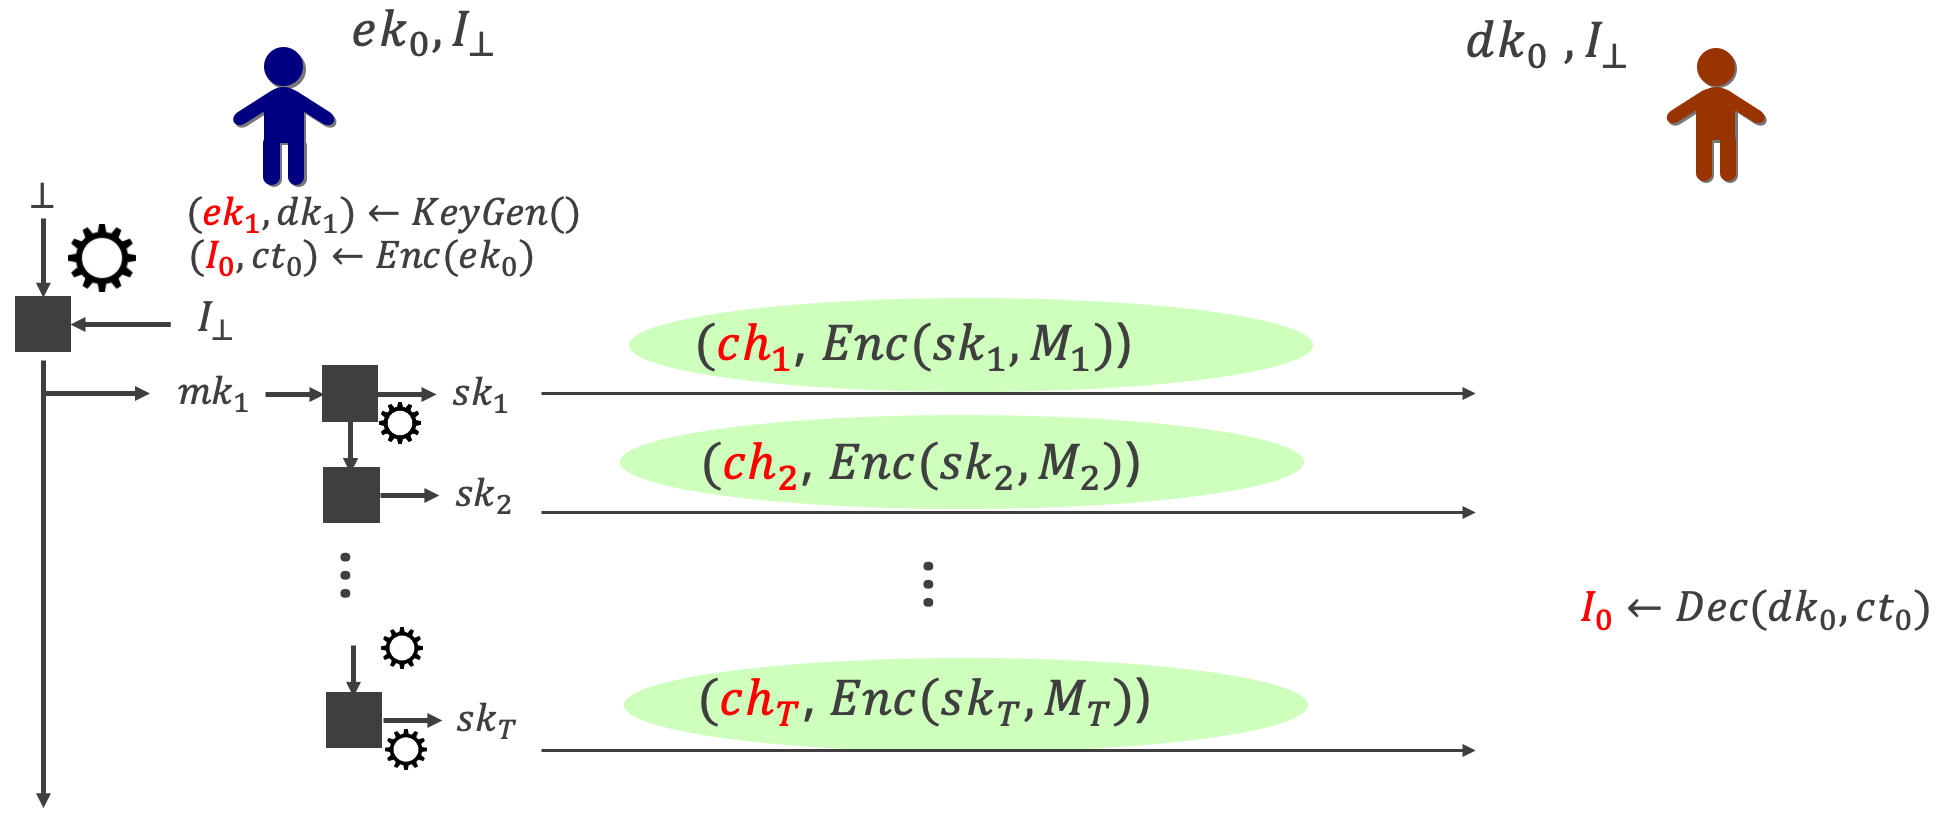 ek₀, I⊥
dk₀ , I⊥
⊥
(ek₁, dk₁) ← KeyGen()
(I₀, ct₀) ← Enc(ek₀)
I⊥
(ch₁, Enc(sk₁, M₁))
mk₁
sk₁
(ch₂, Enc(sk₂, M₂))
sk₂
⋮
⋮
I₀ ← Dec(dk₀, ct₀)
(ch_T, Enc(sk_T, M_T))
sk_T